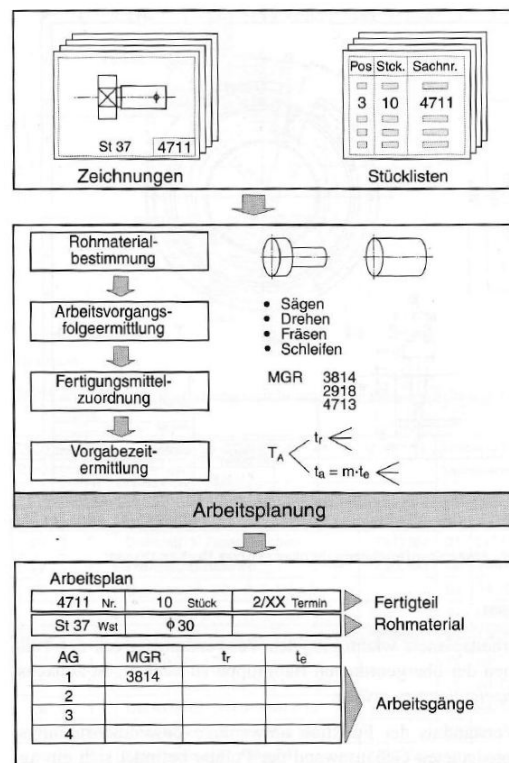 Pos Stck. Sachnr.
3 10 4711
St 37 4711
Zeichnungen
Stücklisten
Rohmaterial-
bestimmung
Arbeitsvorgangs-
folgeermittlung
Fertigungsmittel-
zuordnung
Vorgabezeit-
ermittlung
• Sägen
• Drehen
• Fräsen
• Schleifen
MGR 3814
2918
4713
T_A
t_r
t_a = m·t_e
Arbeitsplanung
Arbeitsplan
4711 Nr. 10 Stück 2/XX Termin
Fertigteil
St 37 Wst ϕ30
Rohmaterial
AG MGR t_r t_e
1 3814
2
3
4
Arbeitsgänge